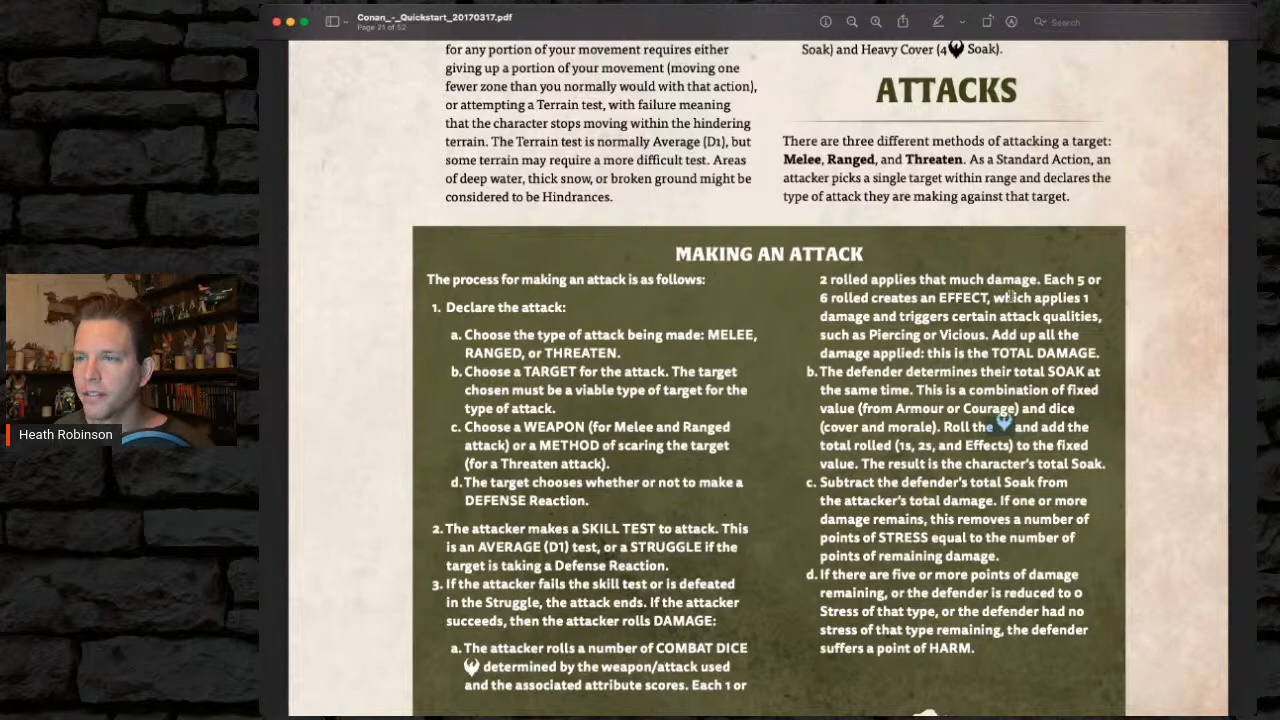 Conan_-_Quickstart_20170317.pdf
Page 21 of 52
Search
for any portion of your movement requires either
giving up a portion of your movement (moving one
fewer zone than you normally would with that action),
or attempting a Terrain test, with failure meaning
that the character stops moving within the hindering
terrain. The Terrain test is normally Average (D1), but
some terrain may require a more difficult test. Areas
of deep water, thick snow, or broken ground might be
considered to be Hindrances.
Soak) and Heavy Cover (4 Soak).
ATTACKS
There are three different methods of attacking a target:
Melee, Ranged, and Threaten. As a Standard Action, an
attacker picks a single target within range and declares the
type of attack they are making against that target.
MAKING AN ATTACK
The process for making an attack is as follows:
1. Declare the attack:
a. Choose the type of attack being made: MELEE,
RANGED, or THREATEN.
b. Choose a TARGET for the attack. The target
chosen must be a viable type of target for the
type of attack.
c. Choose a WEAPON (for Melee and Ranged
attack) or a METHOD of scaring the target
(for a Threaten attack).
d. The target chooses whether or not to make a
DEFENSE Reaction.
2. The attacker makes a SKILL TEST to attack. This
is an AVERAGE (D1) test, or a STRUGGLE if the
target is taking a Defense Reaction.
3. If the attacker fails the skill test or is defeated
in the Struggle, the attack ends. If the attacker
succeeds, then the attacker rolls DAMAGE:
a. The attacker rolls a number of COMBAT DICE
determined by the weapon/attack used
and the associated attribute scores. Each 1 or
2 rolled applies that much damage. Each 5 or
6 rolled creates an EFFECT, which applies 1
damage and triggers certain attack qualities,
such as Piercing or Vicious. Add up all the
damage applied: this is the TOTAL DAMAGE.
b. The defender determines their total SOAK at
the same time. This is a combination of fixed
value (from Armour or Courage) and dice
(cover and morale). Roll the and add the
total rolled (1s, 2s, and Effects) to the fixed
value. The result is the character's total Soak.
c. Subtract the defender's total Soak from
the attacker's total damage. If one or more
damage remains, this removes a number of
points of STRESS equal to the number of
points of remaining damage.
d. If there are five or more points of damage
remaining, or the defender is reduced to 0
Stress of that type, or the defender had no
stress of that type remaining, the defender
suffers a point of HARM.
Heath Robinson